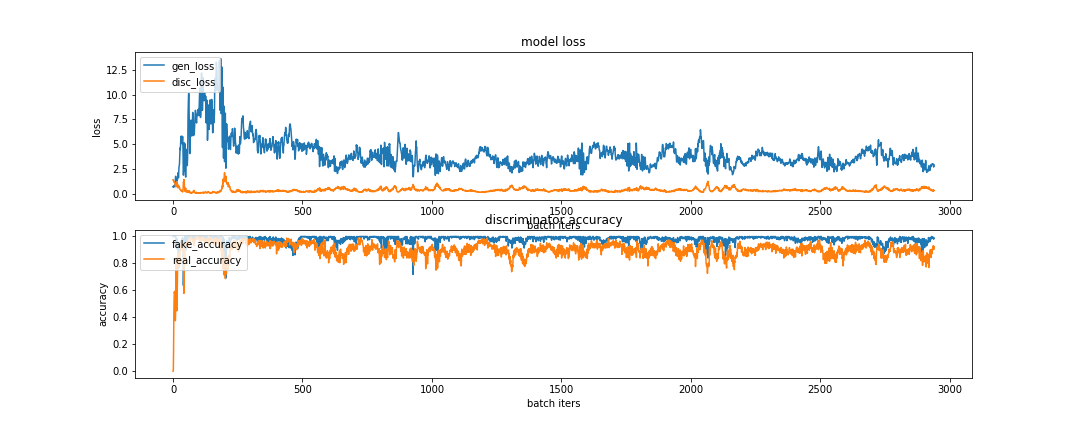 model loss
gen_loss
disc_loss
loss
12.5
10.0
7.5
5.0
2.5
0.0
0
500
1000
1500
2000
2500
3000
batch iters
discriminator accuracy
fake_accuracy
real_accuracy
accuracy
1.0
0.8
0.6
0.4
0.2
0.0
0
500
1000
1500
2000
2500
3000
batch iters